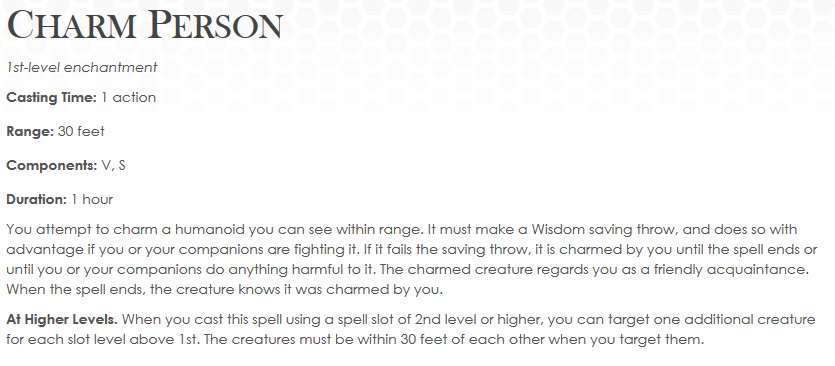 CHARM PERSON
1st-level enchantment
Casting Time: 1 action
Range: 30 feet
Components: V, S
Duration: 1 hour
You attempt to charm a humanoid you can see within range. It must make a Wisdom saving throw, and does so with
advantage if you or your companions are fighting it. If it fails the saving throw, it is charmed by you until the spell ends or
until you or your companions do anything harmful to it. The charmed creature regards you as a friendly acquaintance.
When the spell ends, the creature knows it was charmed by you.
At Higher Levels. When you cast this spell using a spell slot of 2nd level or higher, you can target one additional creature
for each slot level above 1st. The creatures must be within 30 feet of each other when you target them.